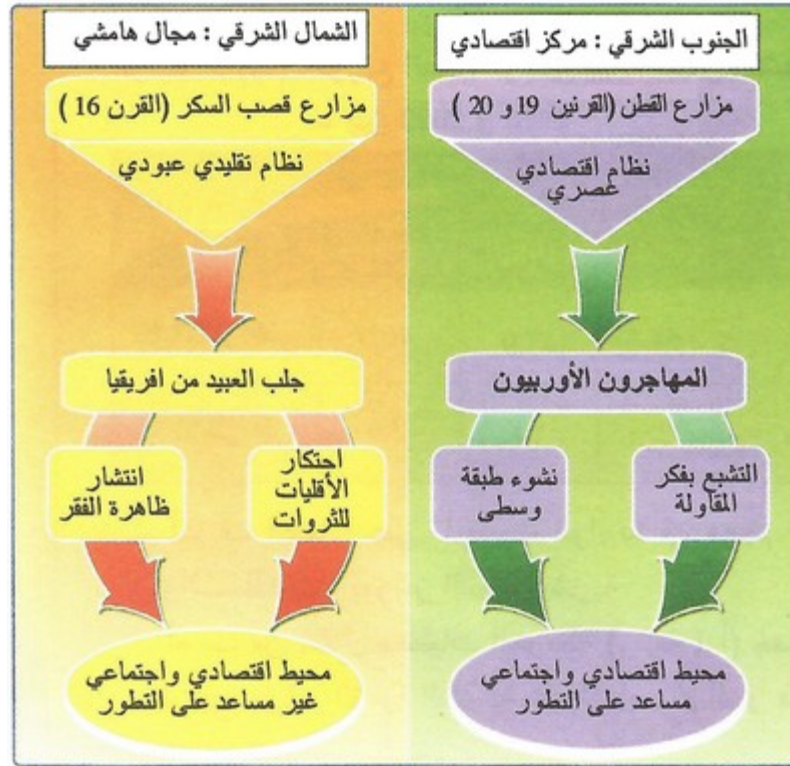 الجنوب الشرقي : مركز اقتصادي
مزارع القطن (القرنين 19 و 20 )
نظام اقتصادي
عصري
المهاجرون الأوربيون
التشبع بفكر
المقاولة
نشوء طبقة
وسطى
محيط اقتصادي واجتماعي
مساعد على التطور
الشمال الشرقي : مجال هامشي
مزارع قصب السكر (القرن 16 )
نظام تقليدي عبودي
جلب العبيد من افريقيا
احتكار
الأقليات
للثروات
انتشار
ظاهرة الفقر
محيط اقتصادي واجتماعي
غير مساعد على التطور